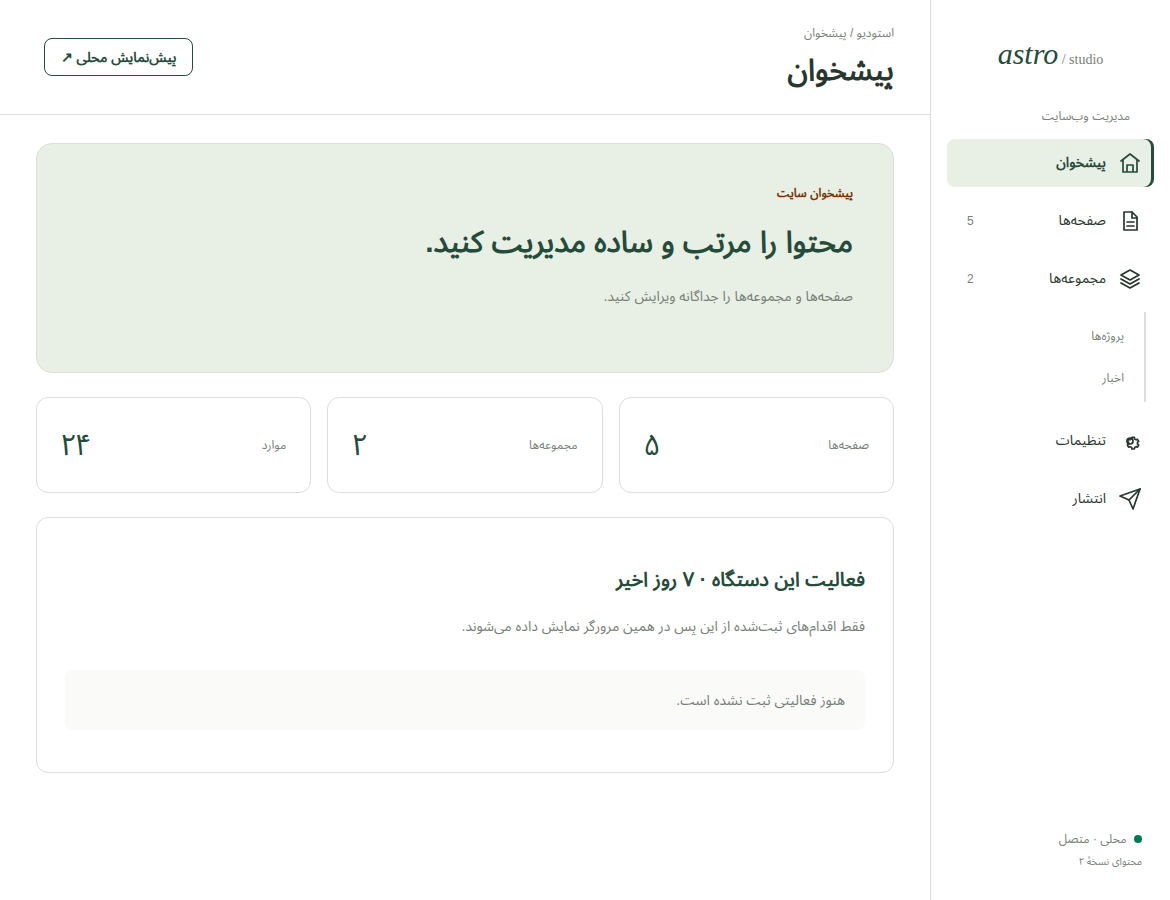 astro / studio
مدیریت وب‌سایت
پیشخوان
صفحه‌ها 5
مجموعه‌ها 2
پروژه‌ها
اخبار
تنظیمات
انتشار
محلی · متصل
محتوای نسخهٔ ۲
استودیو / پیشخوان
پیشخوان
پیش‌نمایش محلی ↗
پیشخوان سایت
محتوا را مرتب و ساده مدیریت کنید.
صفحه‌ها و مجموعه‌ها را جداگانه ویرایش کنید.
صفحه‌ها ۵
مجموعه‌ها ۲
موارد ۲۴
فعالیت این دستگاه · ۷ روز اخیر
فقط اقدام‌های ثبت‌شده از این پس در همین مرورگر نمایش داده می‌شوند.
هنوز فعالیتی ثبت نشده است.